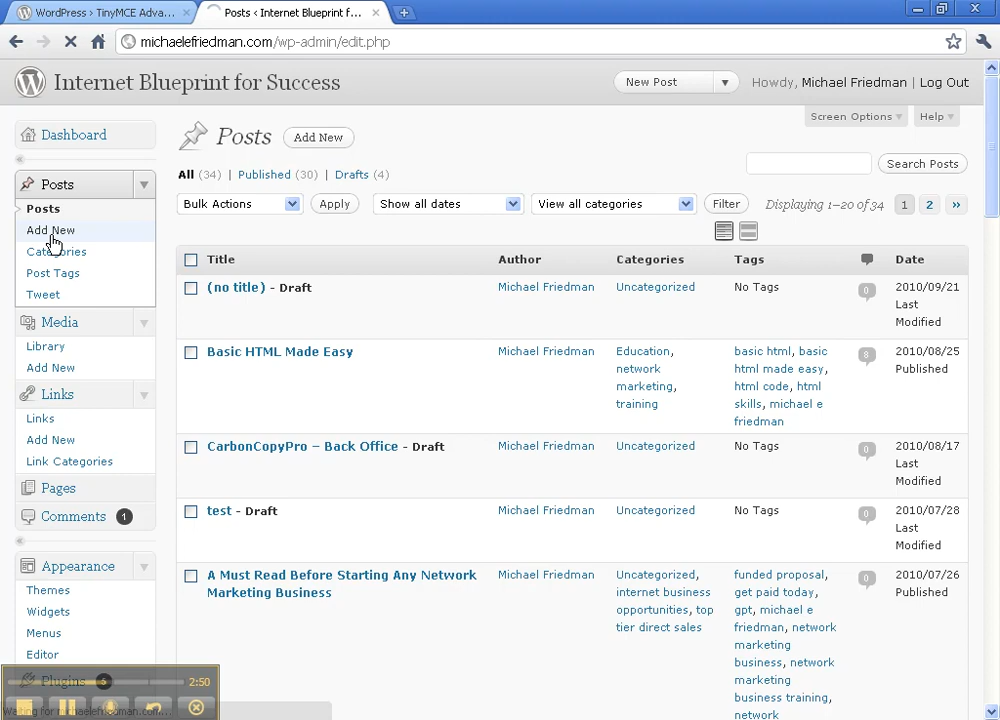 WordPress › TinyMCE Adva...
Posts ‹ Internet Blueprint f...
michaelefriedman.com/wp-admin/edit.php
Internet Blueprint for Success
New Post
Howdy, Michael Friedman | Log Out
Screen Options
Help
Dashboard
Posts
Posts
Add New
Categories
Post Tags
Tweet
Media
Library
Add New
Links
Links
Add New
Link Categories
Pages
Comments 1
Appearance
Themes
Widgets
Menus
Editor
Plugins 6
2:50
Waiting for michaelefriedman.com...
Posts
Add New
All (34) | Published (30) | Drafts (4)
Search Posts
Bulk Actions
Apply
Show all dates
View all categories
Filter
Displaying 1–20 of 34
1
2
»
Title
Author
Categories
Tags
Date
(no title) - Draft
Michael Friedman
Uncategorized
No Tags
0
2010/09/21
Last
Modified
Basic HTML Made Easy
Michael Friedman
Education,
network
marketing,
training
basic html, basic
html made easy,
html code, html
skills, michael e
friedman
8
2010/08/25
Published
CarbonCopyPro – Back Office - Draft
Michael Friedman
Uncategorized
No Tags
0
2010/08/17
Last
Modified
test - Draft
Michael Friedman
Uncategorized
No Tags
0
2010/07/28
Last
Modified
A Must Read Before Starting Any Network
Marketing Business
Michael Friedman
Uncategorized,
internet business
opportunities, top
tier direct sales
funded proposal,
get paid today,
gpt, michael e
friedman, network
marketing
business, network
marketing
business training,
network
0
2010/07/26
Published